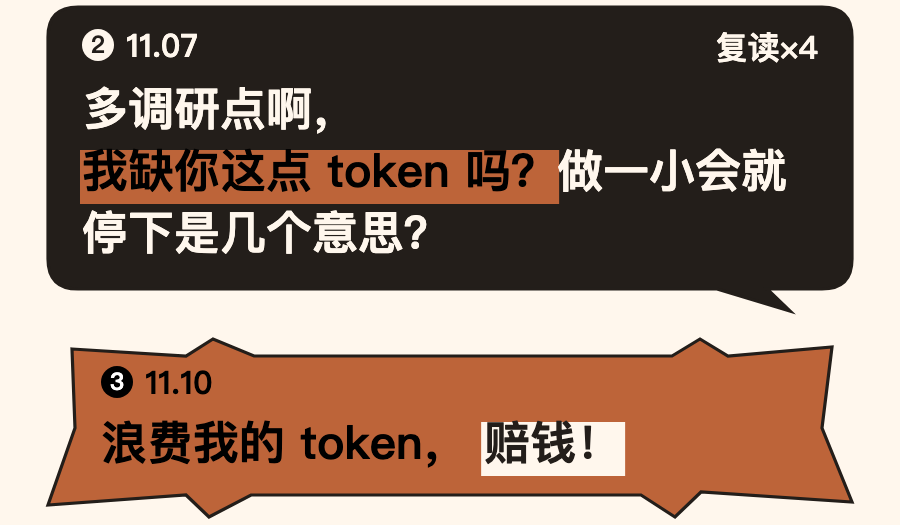 2 11.07 复读×4
多调研点啊，
我缺你这点 token 吗？做一小会就
停下是几个意思？
3 11.10
浪费我的 token， 赔钱！